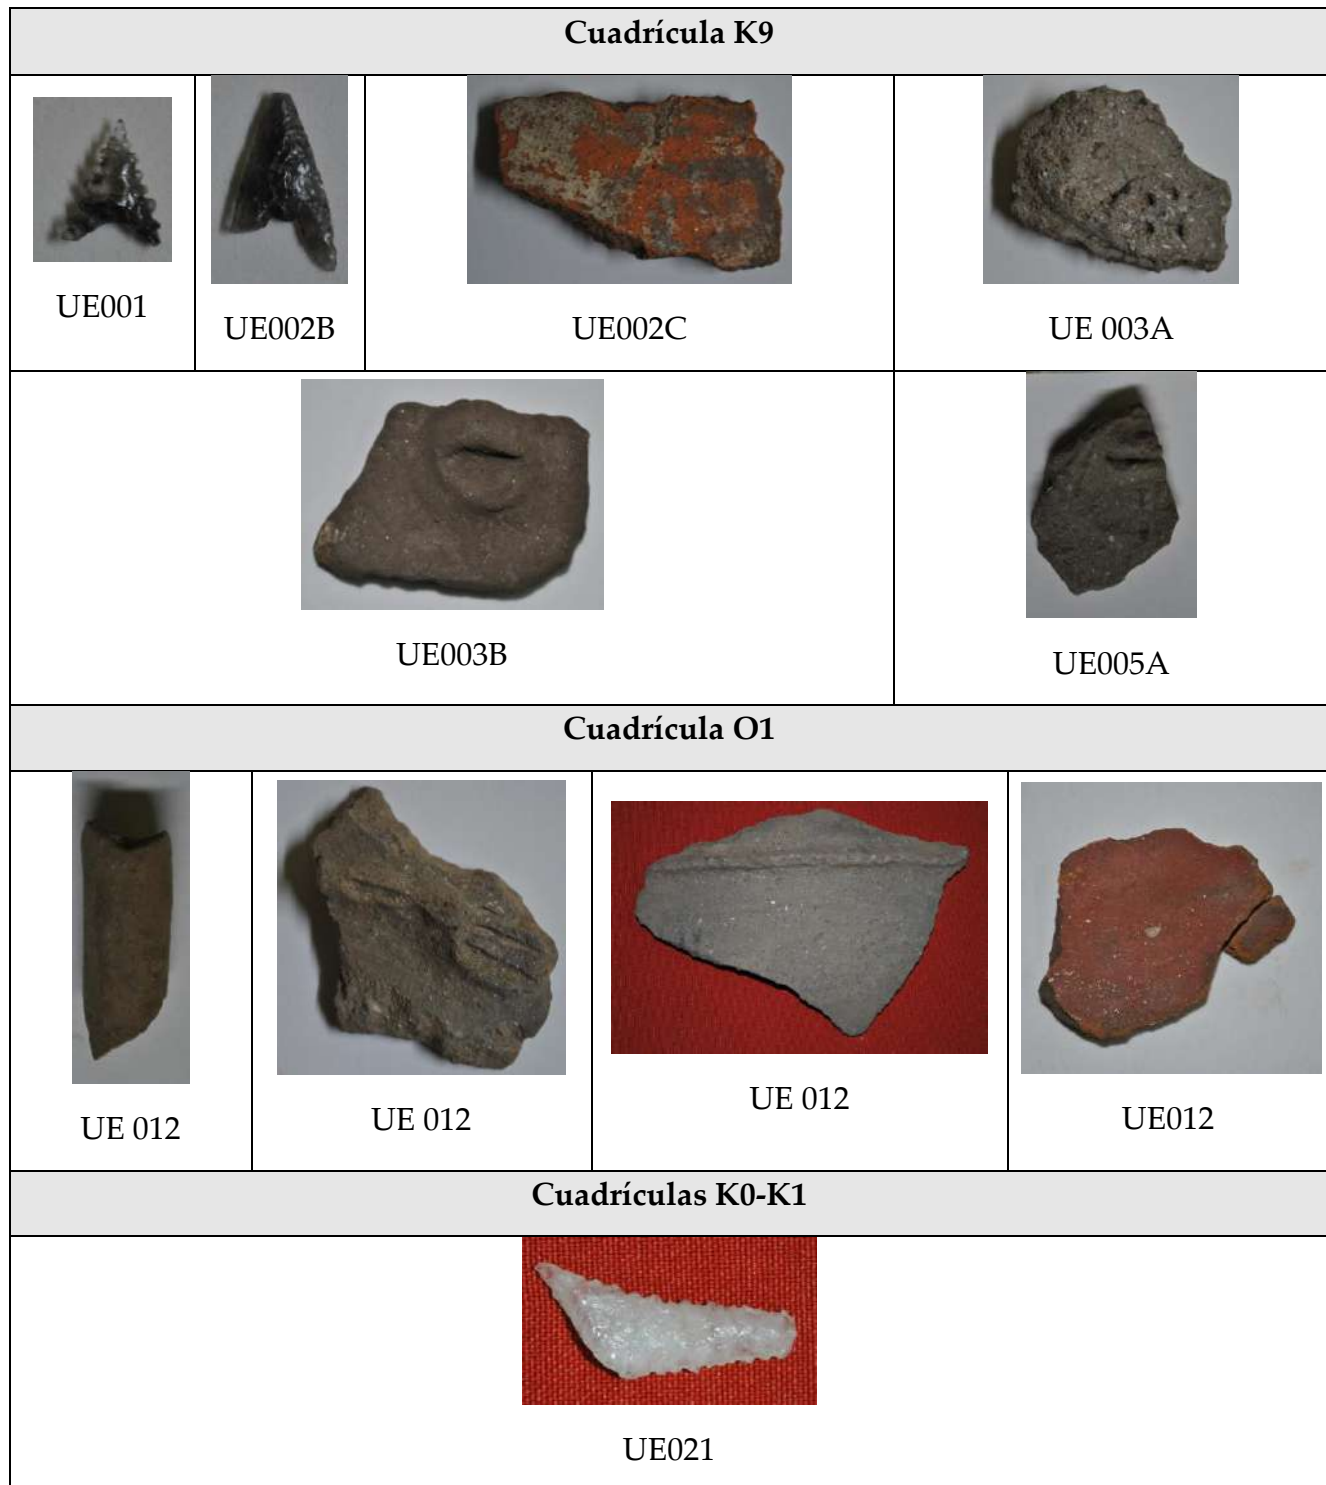 Cuadrícula K9
UE001
UE002B
UE002C
UE 003A
UE003B
UE005A
Cuadrícula O1
UE 012
UE 012
UE 012
UE012
Cuadrículas K0-K1
UE021